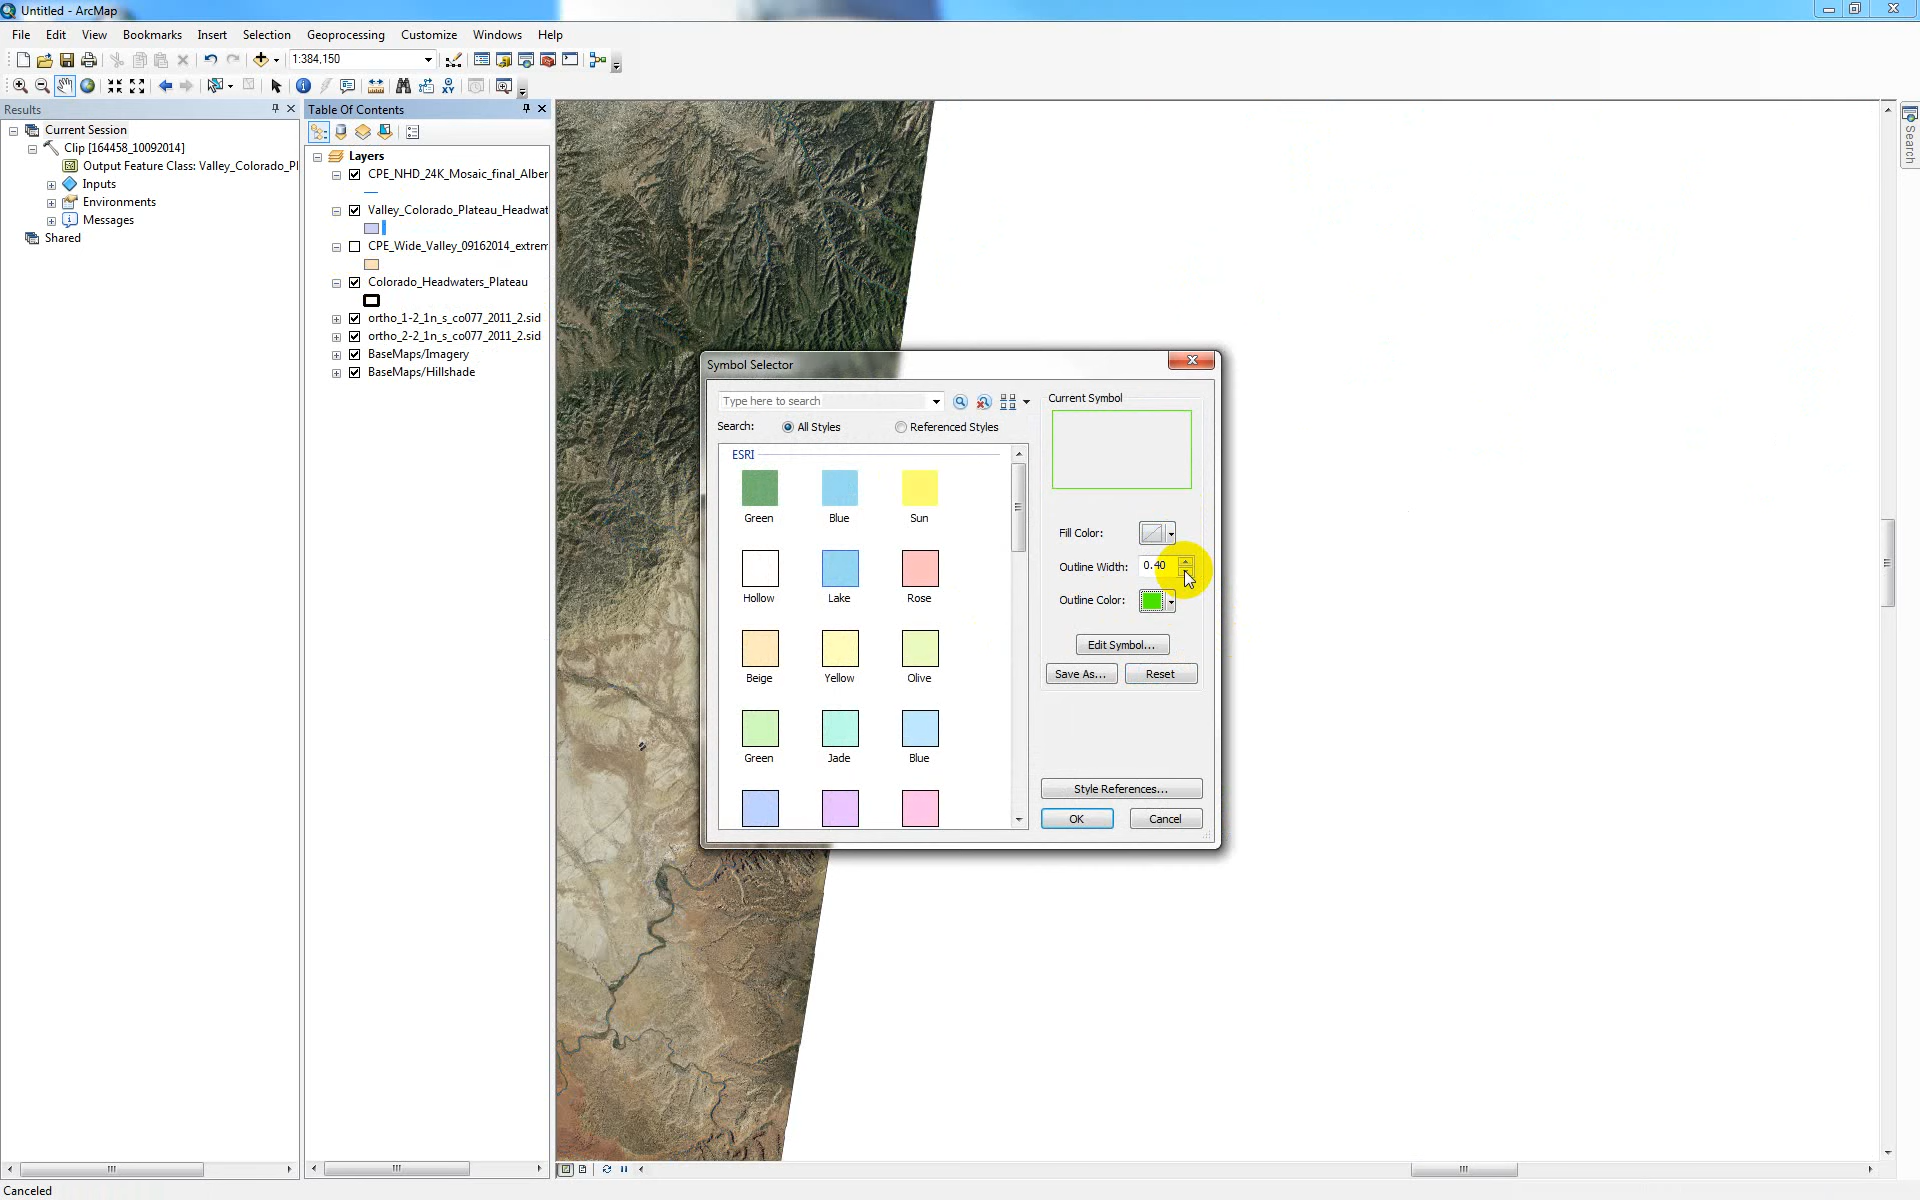 Untitled - ArcMap
File Edit View Bookmarks Insert Selection Geoprocessing Customize Windows Help
1:384,150
Results
Current Session
Clip [164458_10092014]
Output Feature Class: Valley_Colorado_Pl
Inputs
Environments
Messages
Shared
Table Of Contents
Layers
CPE_NHD_24K_Mosaic_final_Alber
Valley_Colorado_Plateau_Headwat
CPE_Wide_Valley_09162014_extrem
Colorado_Headwaters_Plateau
ortho_1-2_1n_s_co077_2011_2.sid
ortho_2-2_1n_s_co077_2011_2.sid
BaseMaps/Imagery
BaseMaps/Hillshade
Symbol Selector
Type here to search
Search: All Styles Referenced Styles
ESRI
Green Blue Sun
Hollow Lake Rose
Beige Yellow Olive
Green Jade Blue
Current Symbol
Fill Color:
Outline Width: 0.40
Outline Color:
Edit Symbol...
Save As... Reset
Style References...
OK Cancel
Search
Canceled